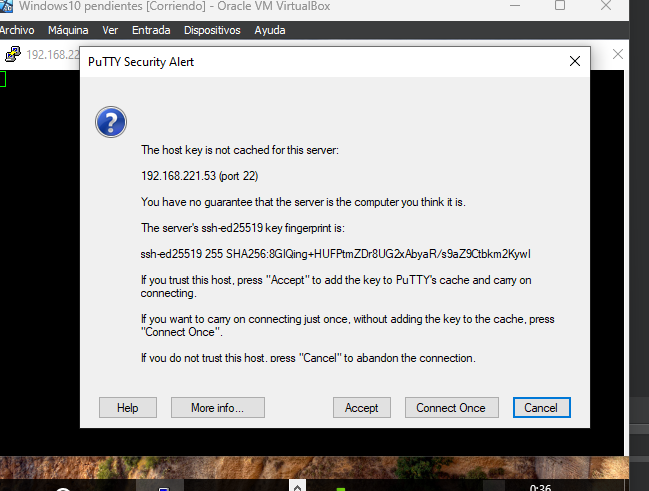 Windows10 pendientes [Corriendo] - Oracle VM VirtualBox
Archivo Máquina Ver Entrada Dispositivos Ayuda
192.168.22
PuTTY Security Alert
The host key is not cached for this server:
192.168.221.53 (port 22)
You have no guarantee that the server is the computer you think it is.
The server's ssh-ed25519 key fingerprint is:
ssh-ed25519 255 SHA256:8GlQing+HUFPtmZDr8UG2xAbyaR/s9aZ9Ctbkm2KywI
If you trust this host, press "Accept" to add the key to PuTTY's cache and carry on
connecting.
If you want to carry on connecting just once, without adding the key to the cache, press
"Connect Once".
If you do not trust this host, press "Cancel" to abandon the connection.
Help More info... Accept Connect Once Cancel
0:36